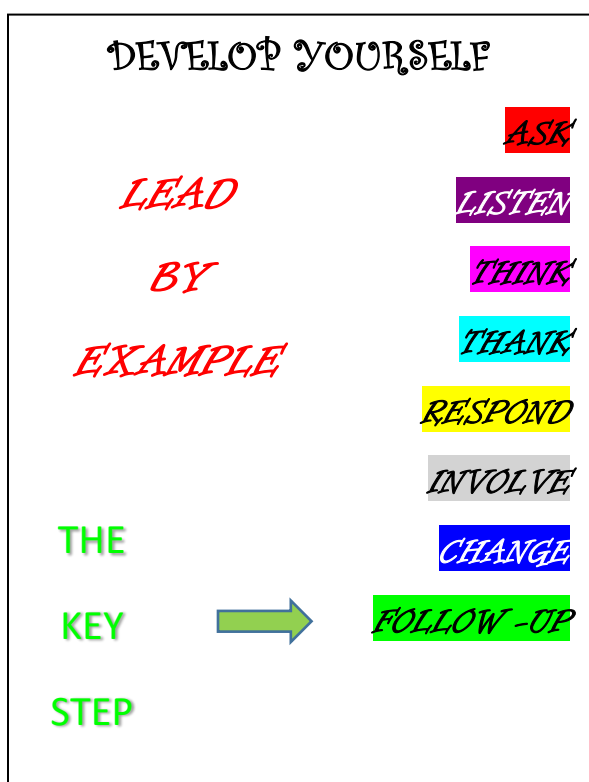 DEVELOP YOURSELF
LEAD
BY
EXAMPLE
ASK
LISTEN
THINK
THANK
RESPOND
INVOLVE
CHANGE
FOLLOW -UP
THE
KEY
STEP